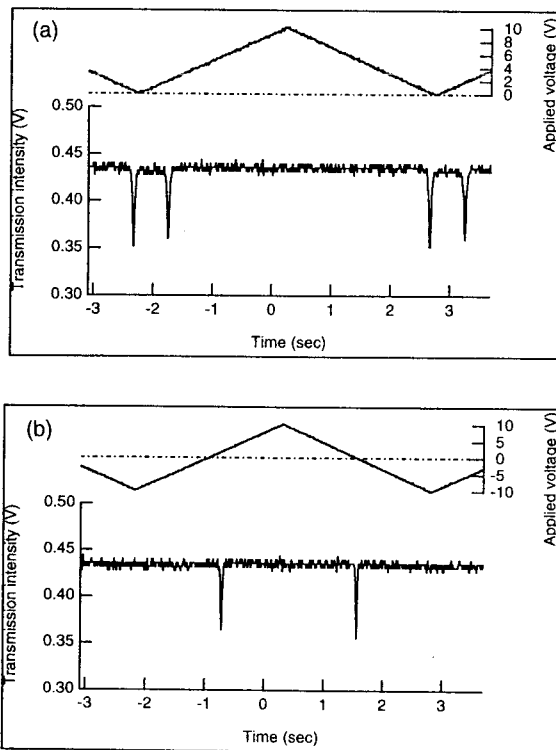 (a)
10
8
6
4
2
0
Applied voltage (V)
0.50
0.45
0.40
0.35
0.30
Transmission intensity (V)
-3 -2 -1 0 1 2 3
Time (sec)
(b)
10
5
0
-5
-10
Applied voltage (V)
0.50
0.45
0.40
0.35
0.30
Transmission intensity (V)
-3 -2 -1 0 1 2 3
Time (sec)